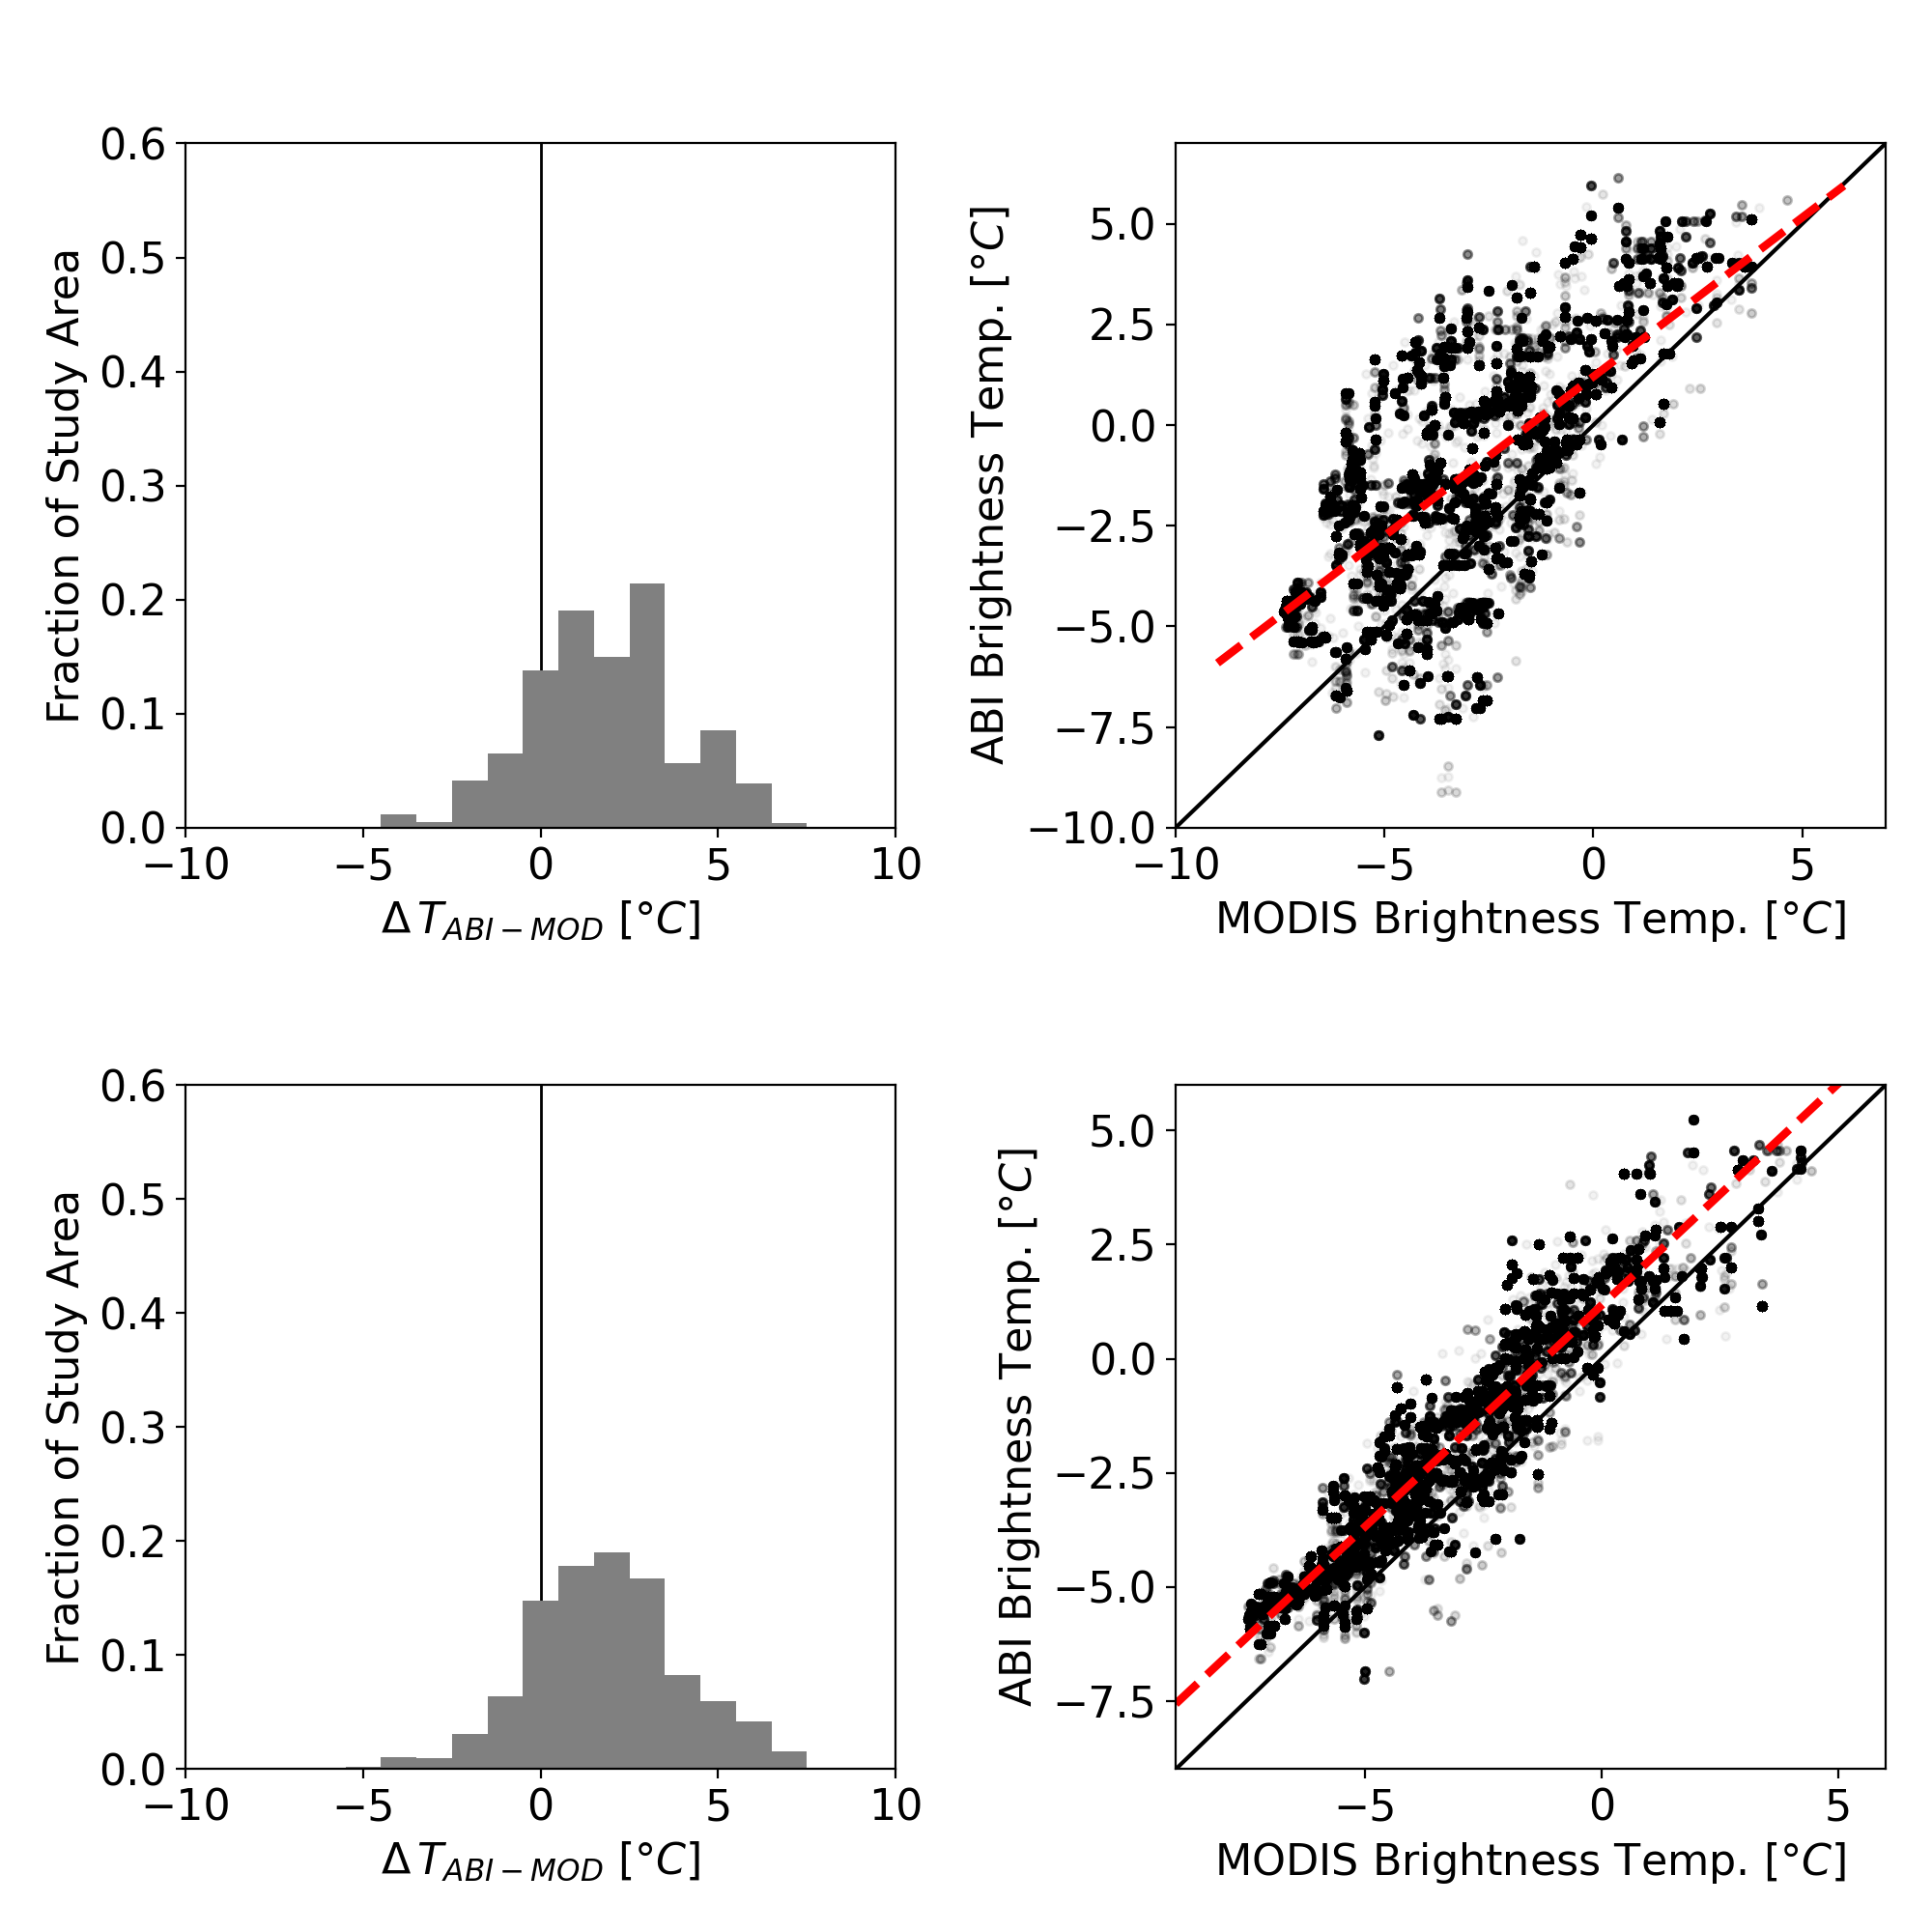 0.6
0.5
0.4
0.3
0.2
0.1
0.0
Fraction of Study Area
−10 −5 0 5 10
Δ T_{ABI−MOD} [°C]
5.0
2.5
0.0
−2.5
−5.0
−7.5
−10.0
ABI Brightness Temp. [°C]
−10 −5 0 5
MODIS Brightness Temp. [°C]
0.6
0.5
0.4
0.3
0.2
0.1
0.0
Fraction of Study Area
−10 −5 0 5 10
Δ T_{ABI−MOD} [°C]
5.0
2.5
0.0
−2.5
−5.0
−7.5
ABI Brightness Temp. [°C]
−5 0 5
MODIS Brightness Temp. [°C]